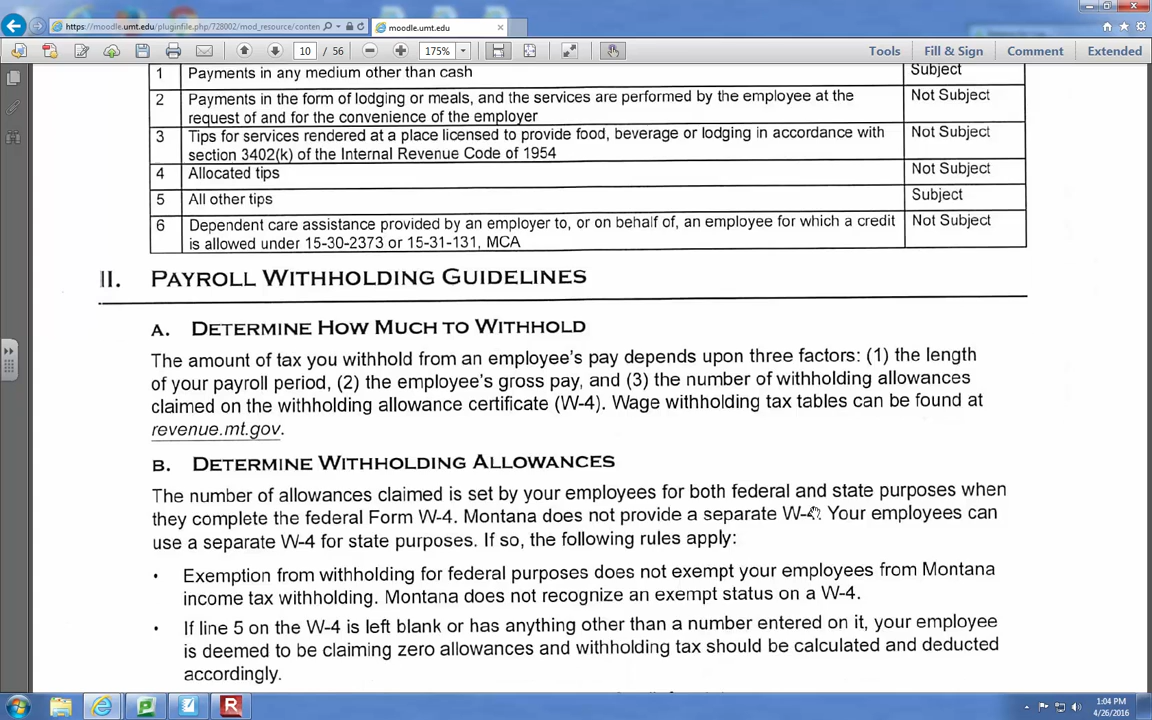 https://moodle.umt.edu/pluginfile.php/728002/mod_resource/conten
moodle.umt.edu
10 / 56
175%
Tools
Fill & Sign
Comment
Extended
1 Payments in any medium other than cash Subject
2 Payments in the form of lodging or meals, and the services are performed by the employee at the Not Subject
request of and for the convenience of the employer
3 Tips for services rendered at a place licensed to provide food, beverage or lodging in accordance with Not Subject
section 3402(k) of the Internal Revenue Code of 1954
4 Allocated tips Not Subject
5 All other tips Subject
6 Dependent care assistance provided by an employer to, or on behalf of, an employee for which a credit Not Subject
is allowed under 15-30-2373 or 15-31-131, MCA
II. PAYROLL WITHHOLDING GUIDELINES
A. DETERMINE HOW MUCH TO WITHHOLD
The amount of tax you withhold from an employee's pay depends upon three factors: (1) the length
of your payroll period, (2) the employee's gross pay, and (3) the number of withholding allowances
claimed on the withholding allowance certificate (W-4). Wage withholding tax tables can be found at
revenue.mt.gov.
B. DETERMINE WITHHOLDING ALLOWANCES
The number of allowances claimed is set by your employees for both federal and state purposes when
they complete the federal Form W-4. Montana does not provide a separate W-4. Your employees can
use a separate W-4 for state purposes. If so, the following rules apply:
• Exemption from withholding for federal purposes does not exempt your employees from Montana
income tax withholding. Montana does not recognize an exempt status on a W-4.
• If line 5 on the W-4 is left blank or has anything other than a number entered on it, your employee
is deemed to be claiming zero allowances and withholding tax should be calculated and deducted
accordingly.
1:04 PM
4/26/2016